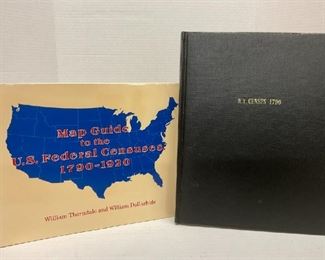 Map Guide
to the
U.S. Federal Censuses,
1790-1920
William Thorndale and William Dollarhide
N.Y. CENSUS 1790